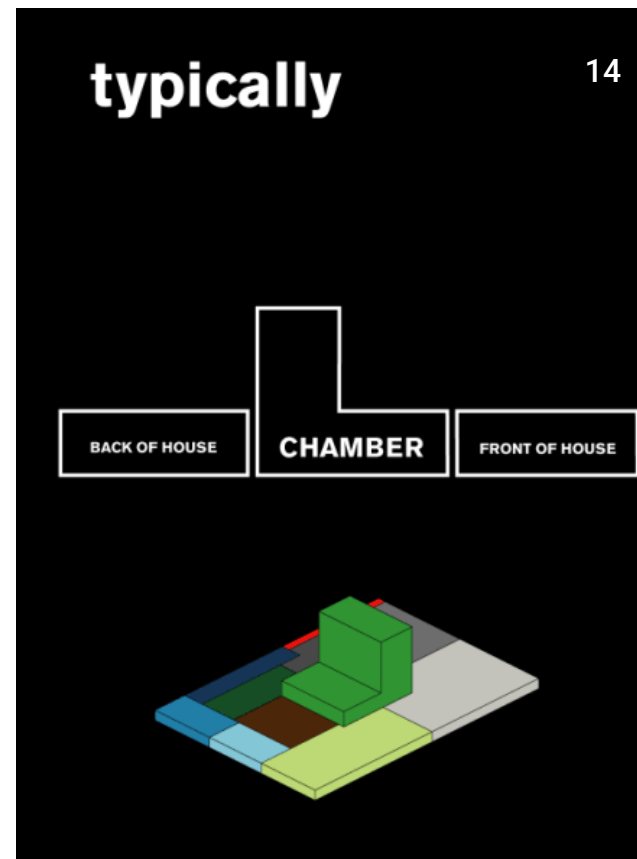 typically
14
BACK OF HOUSE
CHAMBER
FRONT OF HOUSE